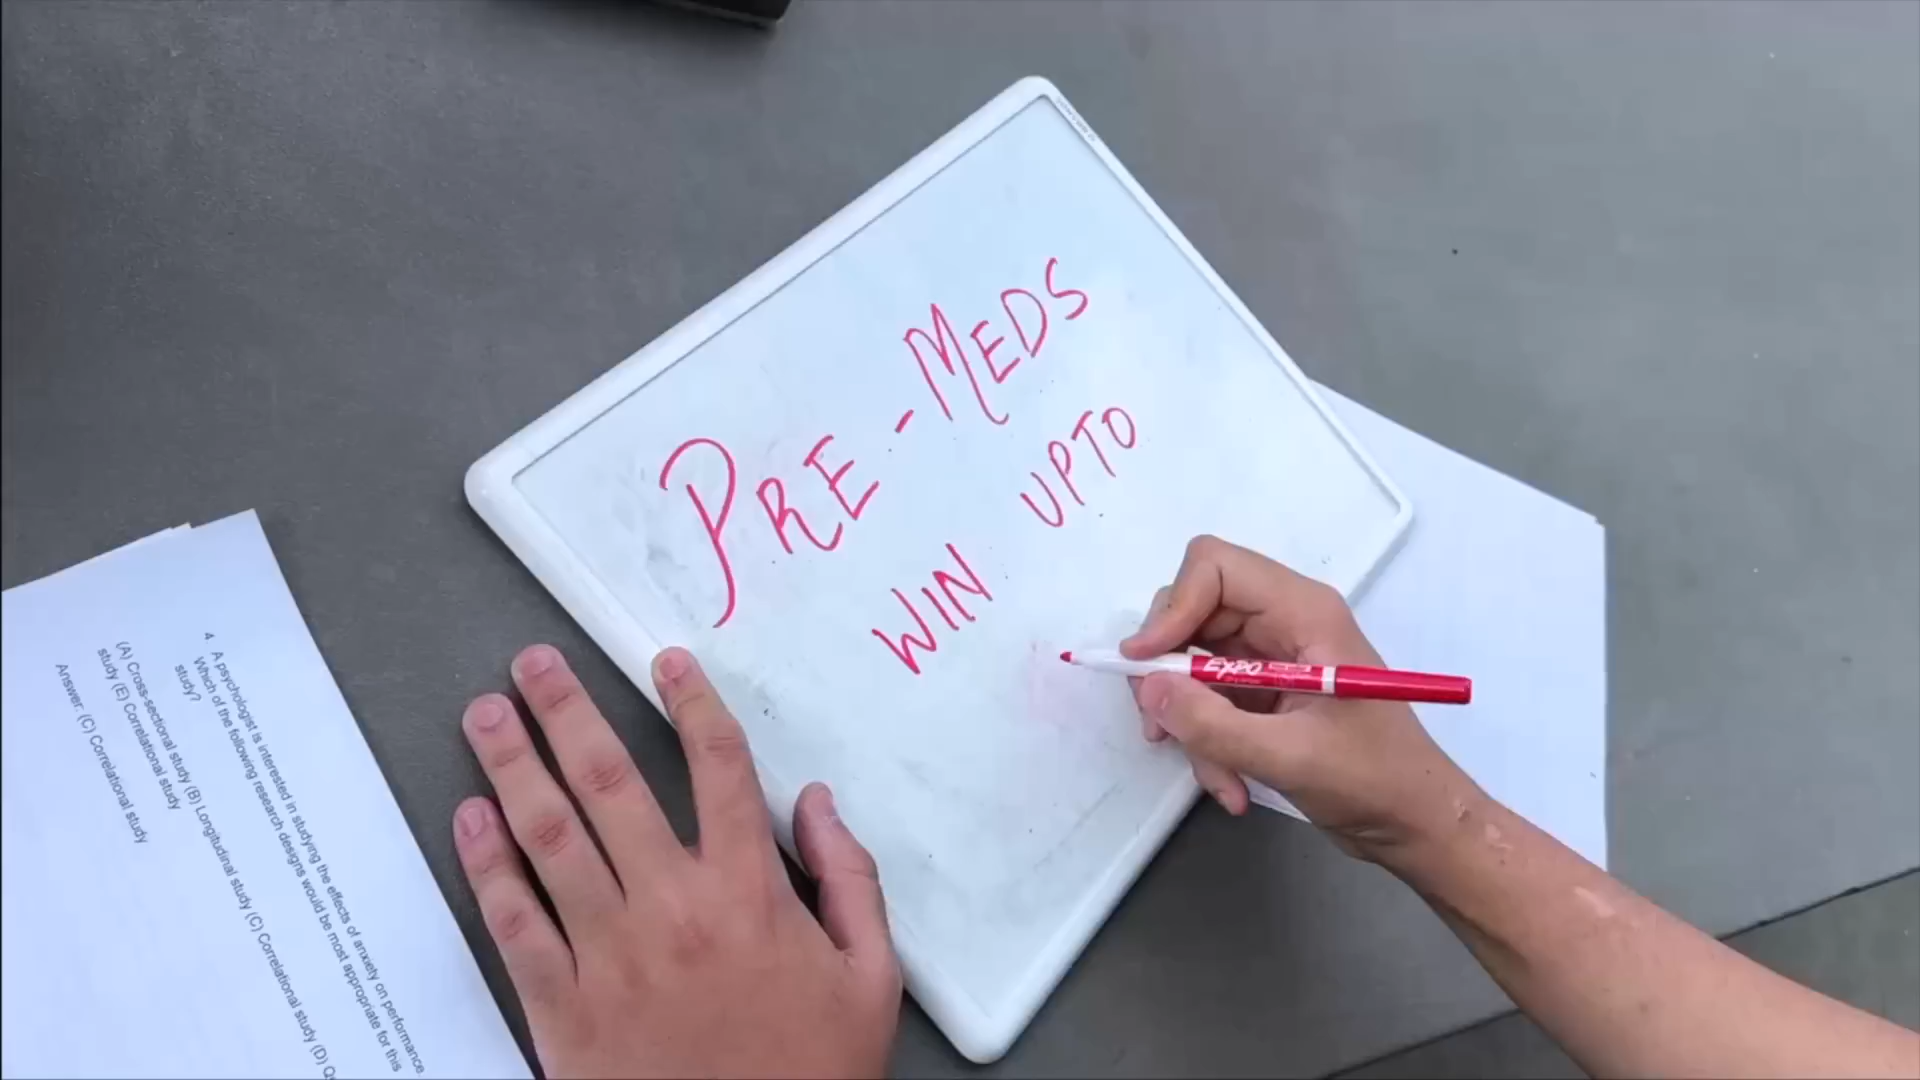 PRE-MEDS
WIN UPTO
EXPO
4 A psychologist is interested in studying the effects of anxiety on performance.
Which of the following research designs would be most appropriate for this
study?
(A) Cross-sectional study (B) Longitudinal study (C) Correlational study (D)
study (E) Correlational study
Answer: (C) Correlational study